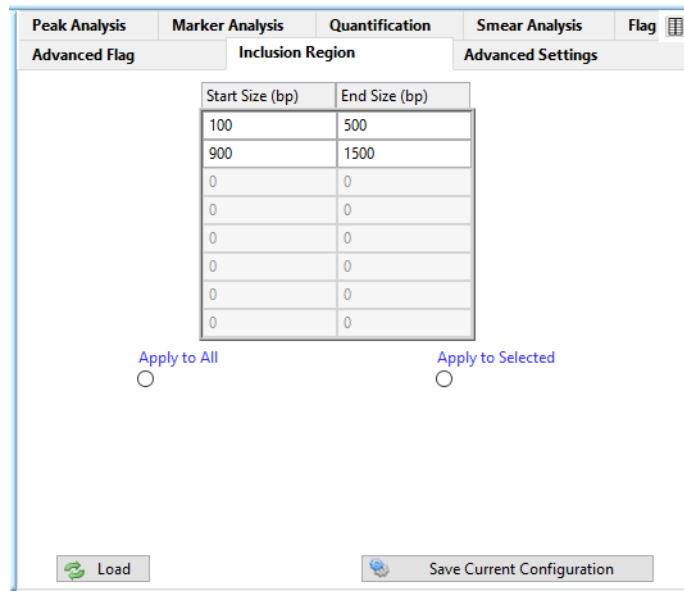 Peak Analysis Marker Analysis Quantification Smear Analysis Flag
Advanced Flag Inclusion Region Advanced Settings
Start Size (bp) End Size (bp)
100 500
900 1500
0 0
0 0
0 0
0 0
0 0
0 0
Apply to All Apply to Selected
Load Save Current Configuration